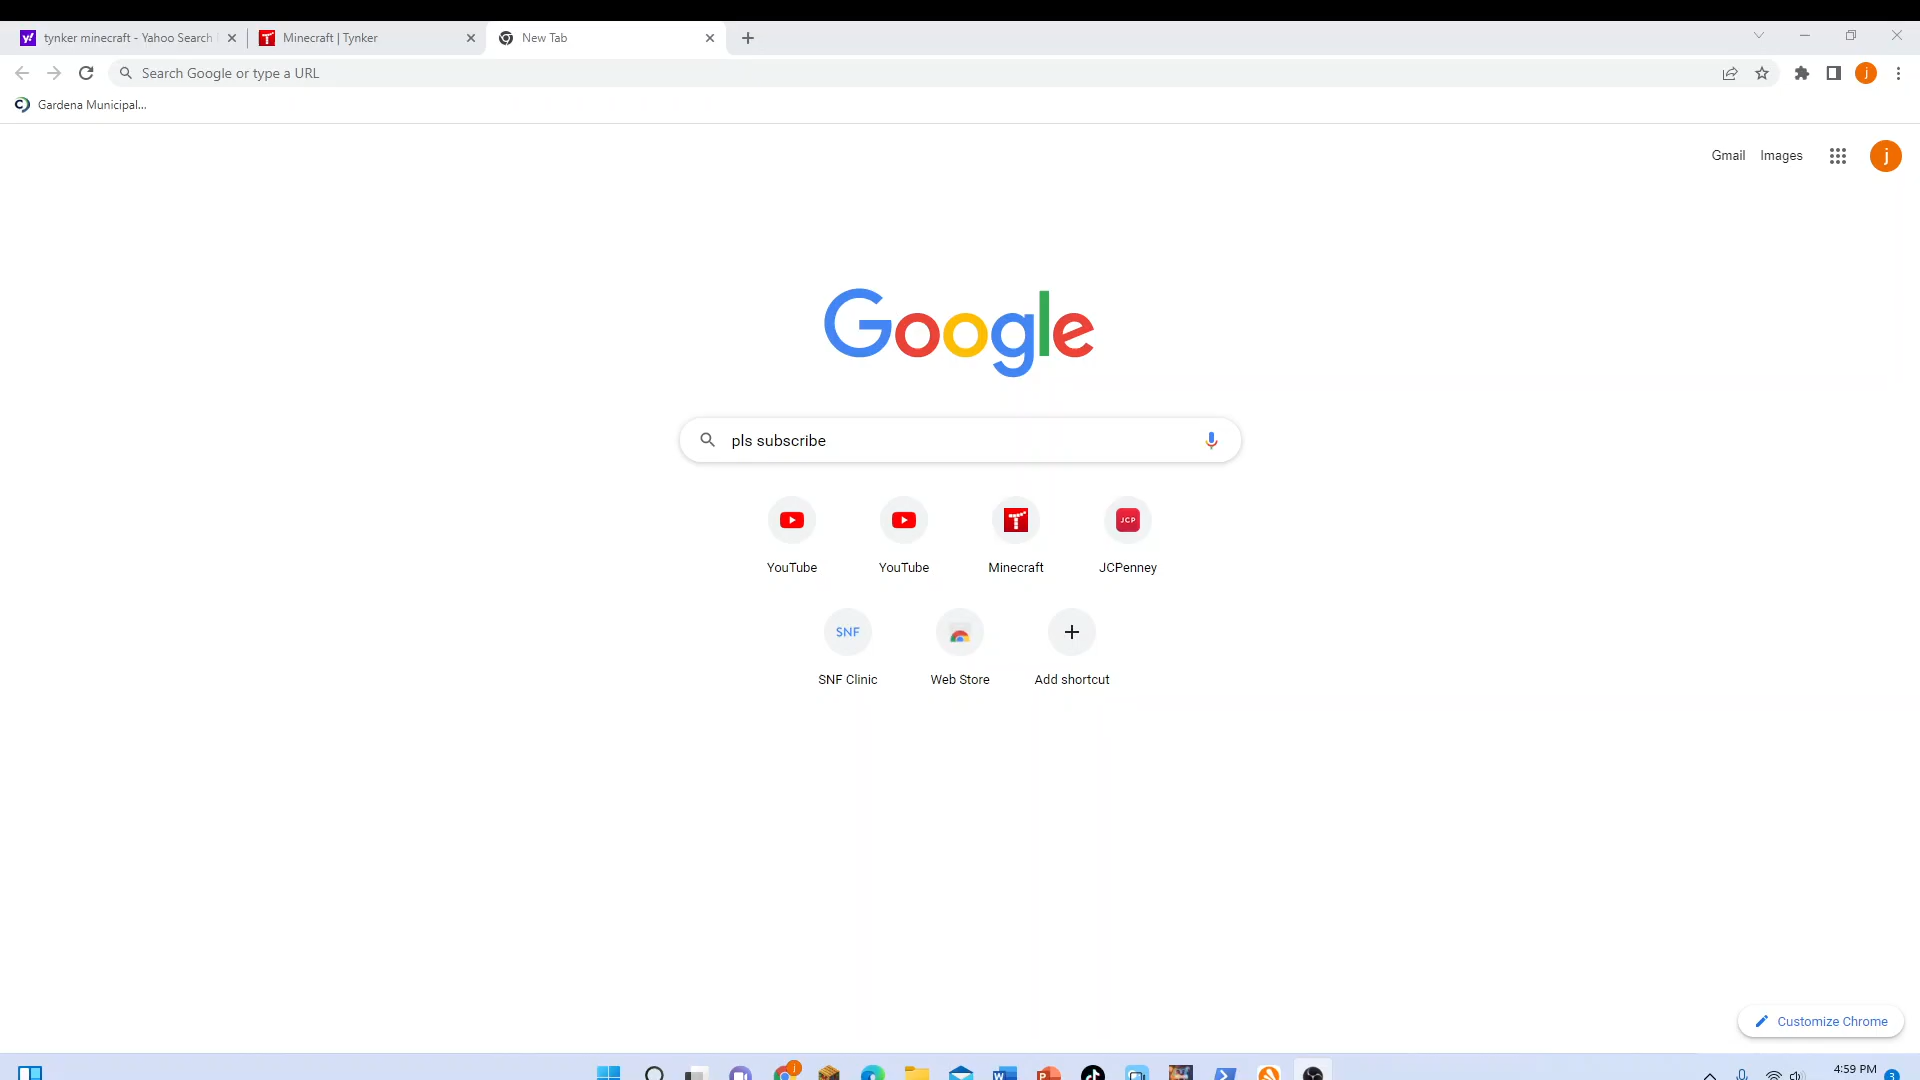 tynker minecraft - Yahoo Search
Minecraft | Tynker
New Tab
Search Google or type a URL
j
Gardena Municipal...
Gmail
Images
j
Google
pls subscribe
YouTube
YouTube
Minecraft
JCP
JCPenney
SNF
SNF Clinic
Web Store
Add shortcut
Customize Chrome
4:59 PM
3